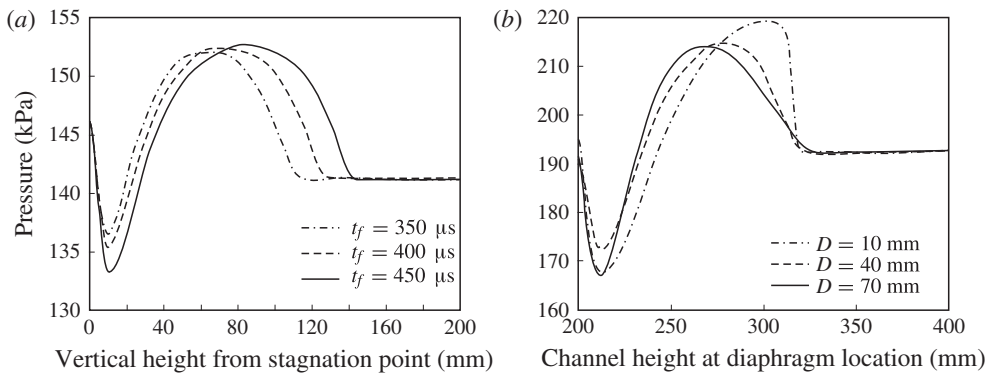 (a)
155
150
145
140
135
130
Pressure (kPa)
0 40 80 120 160 200
Vertical height from stagnation point (mm)
t_f = 350 μs
t_f = 400 μs
t_f = 450 μs
(b)
220
210
200
190
180
170
160
200 250 300 350 400
Channel height at diaphragm location (mm)
D = 10 mm
D = 40 mm
D = 70 mm